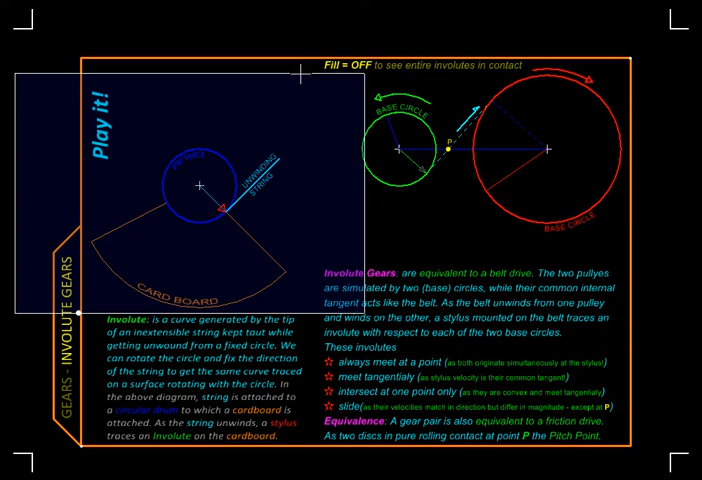 Fill = OFF to see entire involutes in contact
Play it!
BASE CIRCLE
P
BASE CIRCLE
UNWINDING
STRING
CARD BOARD
GEARS - INVOLUTE GEARS
Involute: is a curve generated by the tip
of an inextensible string kept taut while
getting unwound from a fixed circle. We
can rotate the circle and fix the direction
of the string to get the same curve traced
on a surface rotating with the circle. In
the above diagram, string is attached to
a circular drum to which a cardboard is
attached. As the string unwinds, a stylus
traces an Involute on the cardboard.
Involute Gears: are equivalent to a belt drive. The two pullyes
are simulated by two (base) circles, while their common internal
tangent acts like the belt. As the belt unwinds from one pulley
and winds on the other, a stylus mounted on the belt traces an
involute with respect to each of the two base circles.
These involutes
☆ always meet at a point (as both originate simultaneously at the stylus!)
☆ meet tangentialy (as stylus velocity is their common tangent!)
☆ intersect at one point only (as they are convex and meet tangentialy)
☆ slide(as their velocities match in direction but differ in magnitude - except at P)
Equivalence: A gear pair is also equivalent to a friction drive.
As two discs in pure rolling contact at point P the Pitch Point.